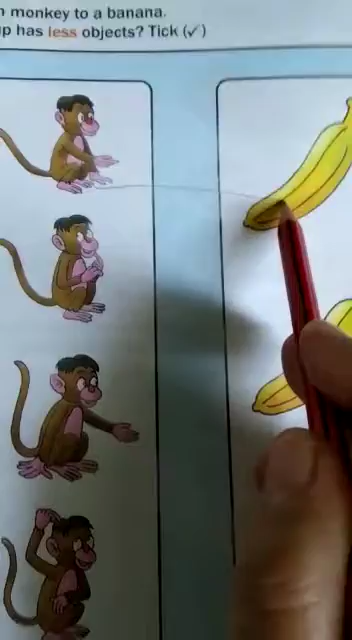 monkey to a banana.
has less objects? Tick (✓)